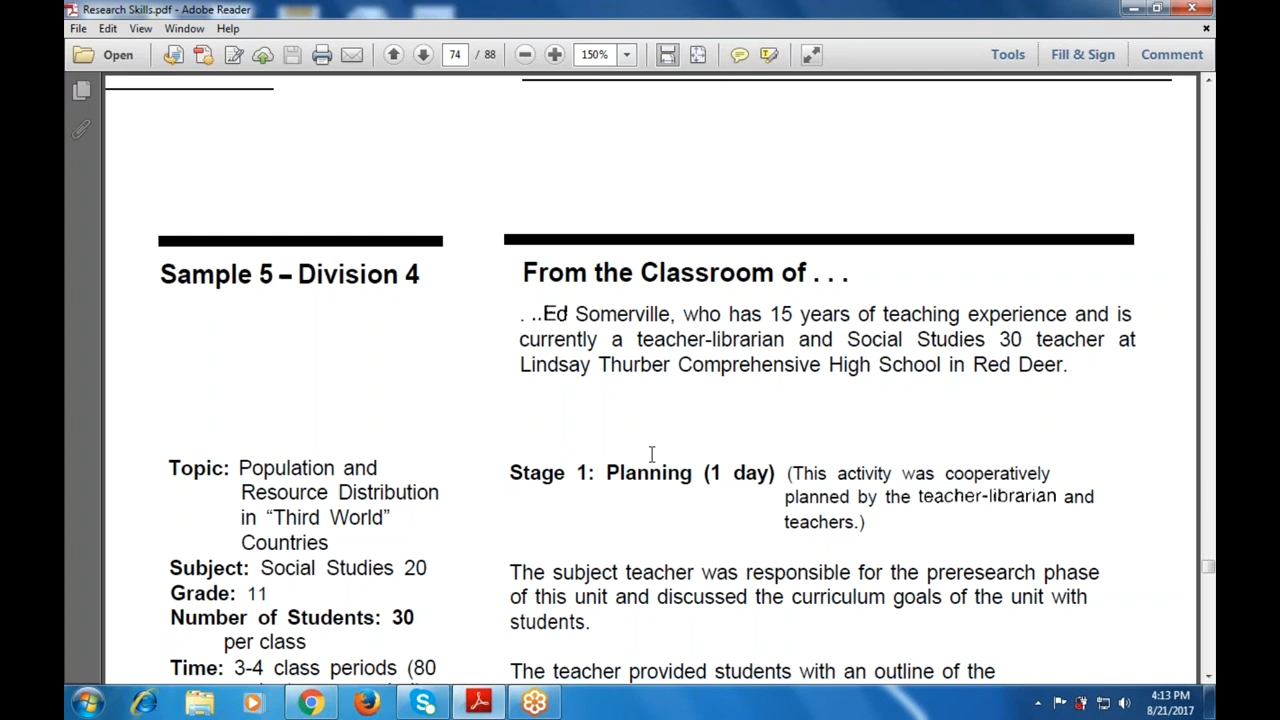 Research Skills.pdf - Adobe Reader
File Edit View Window Help
Open 74 / 88 150% Tools Fill & Sign Comment
Sample 5 – Division 4
From the Classroom of . . .
. ..Ed Somerville, who has 15 years of teaching experience and is
currently a teacher-librarian and Social Studies 30 teacher at
Lindsay Thurber Comprehensive High School in Red Deer.
Topic: Population and
Resource Distribution
in “Third World”
Countries
Subject: Social Studies 20
Grade: 11
Number of Students: 30
per class
Time: 3-4 class periods (80
Stage 1: Planning (1 day) (This activity was cooperatively
planned by the teacher-librarian and
teachers.)
The subject teacher was responsible for the preresearch phase
of this unit and discussed the curriculum goals of the unit with
students.
The teacher provided students with an outline of the
4:13 PM
8/21/2017